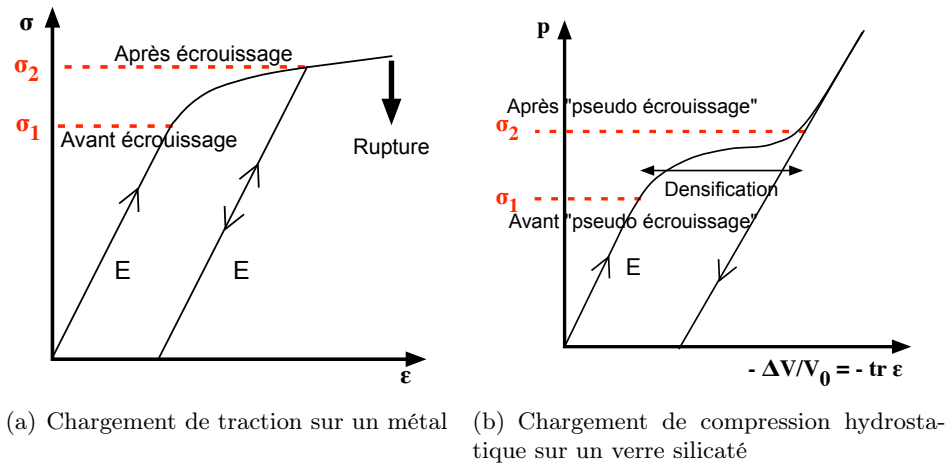 σ
Après écrouissage
σ2
σ1
Avant écrouissage
Rupture
E
E
ε
p
Après "pseudo écrouissage"
σ2
Densification
σ1
Avant "pseudo écrouissage"
E
- ΔV/V0 = - tr ε
(a) Chargement de traction sur un métal
(b) Chargement de compression hydrosta-
tique sur un verre silicaté